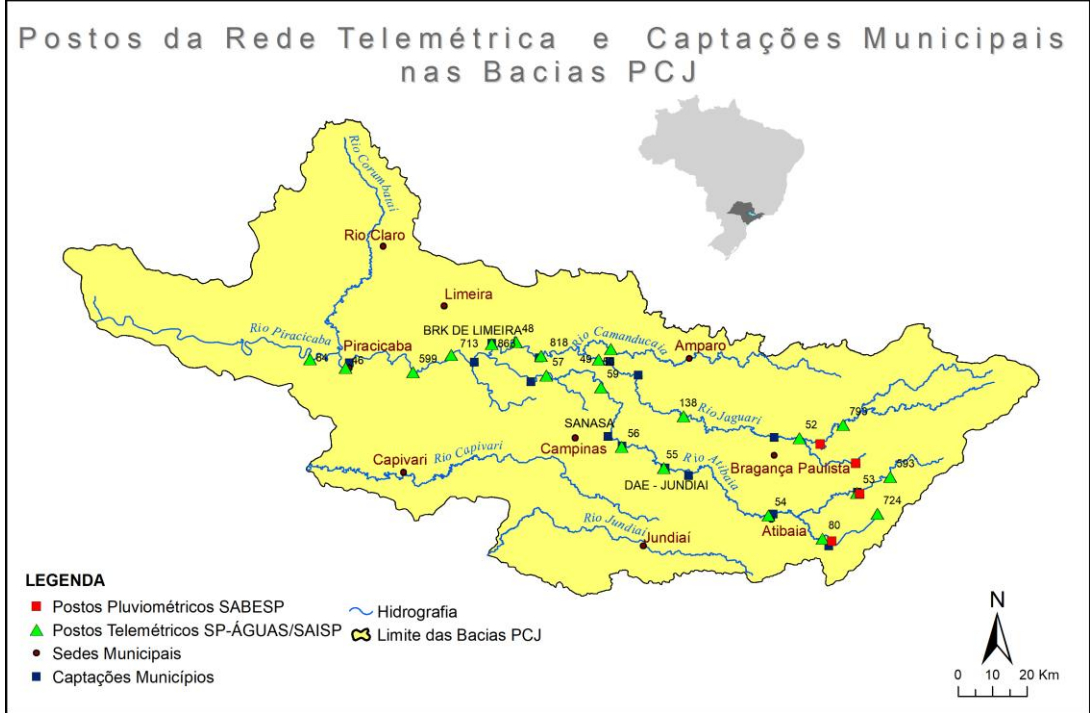 Postos da Rede Telemétrica e Captações Municipais
nas Bacias PCJ
Rio Corumbataí
Rio Claro
Limeira
BRK DE LIMEIRA
48
Rio Camanducaia
Rio Piracicaba
Piracicaba
713
868
818
Amparo
64
46
599
57
49
59
138
Rio Jaguari
52
798
SANASA
56
Campinas
Rio Capivari
Capivari
55
Rio Atibaia
Bragança Paulista
DAE - JUNDIAI
53
593
54
724
Rio Jundiaí
Atibaia
80
Jundiaí
LEGENDA
Postos Pluviométricos SABESP
Hidrografia
Postos Telemétricos SP-ÁGUAS/SAISP
Limite das Bacias PCJ
Sedes Municipais
Captações Municípios
N
0 10 20 Km